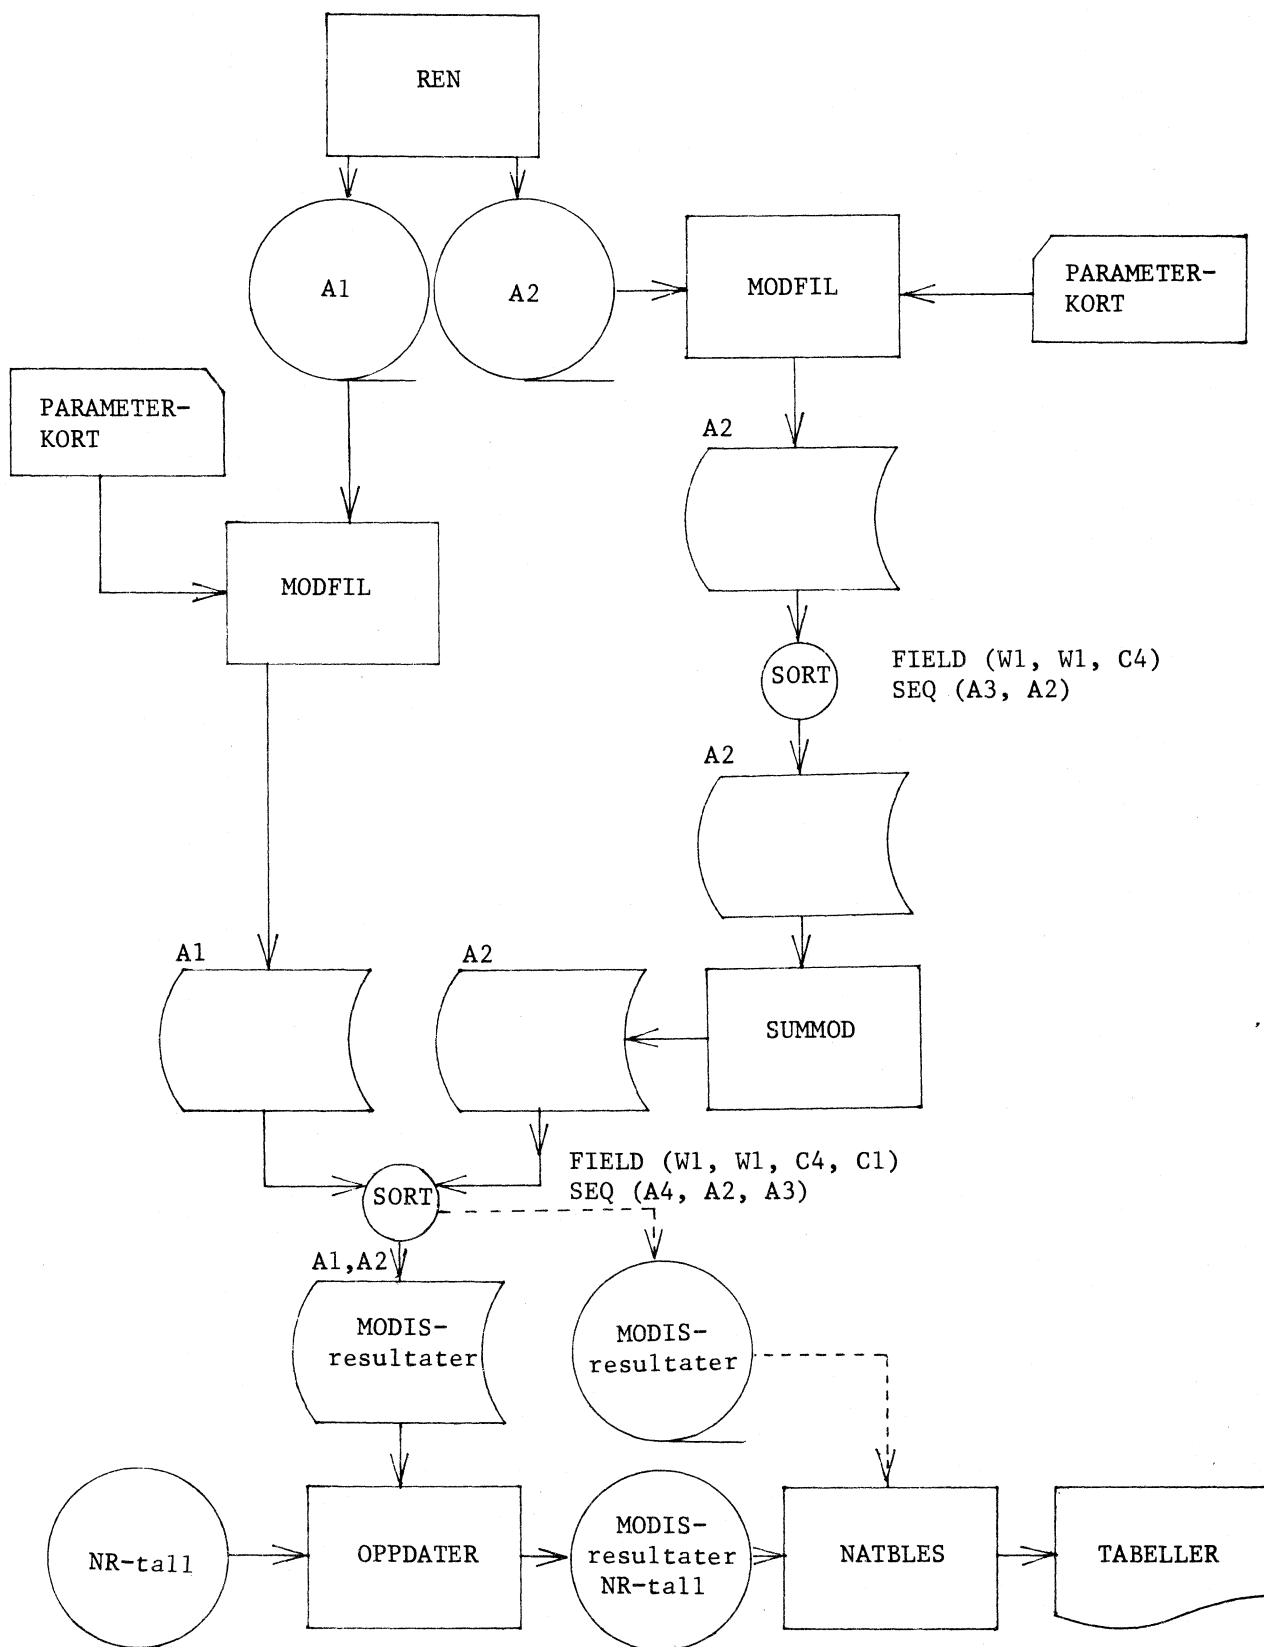 REN
A1
A2
MODFIL
PARAMETER-
KORT
PARAMETER-
KORT
A2
MODFIL
SORT
FIELD (W1, W1, C4)
SEQ (A3, A2)
A2
A1
A2
SUMMOD
FIELD (W1, W1, C4, C1)
SEQ (A4, A2, A3)
SORT
A1,A2
MODIS-
resultater
MODIS-
resultater
NR-tall
OPPDATER
MODIS-
resultater
NR-tall
NATBLES
TABELLER